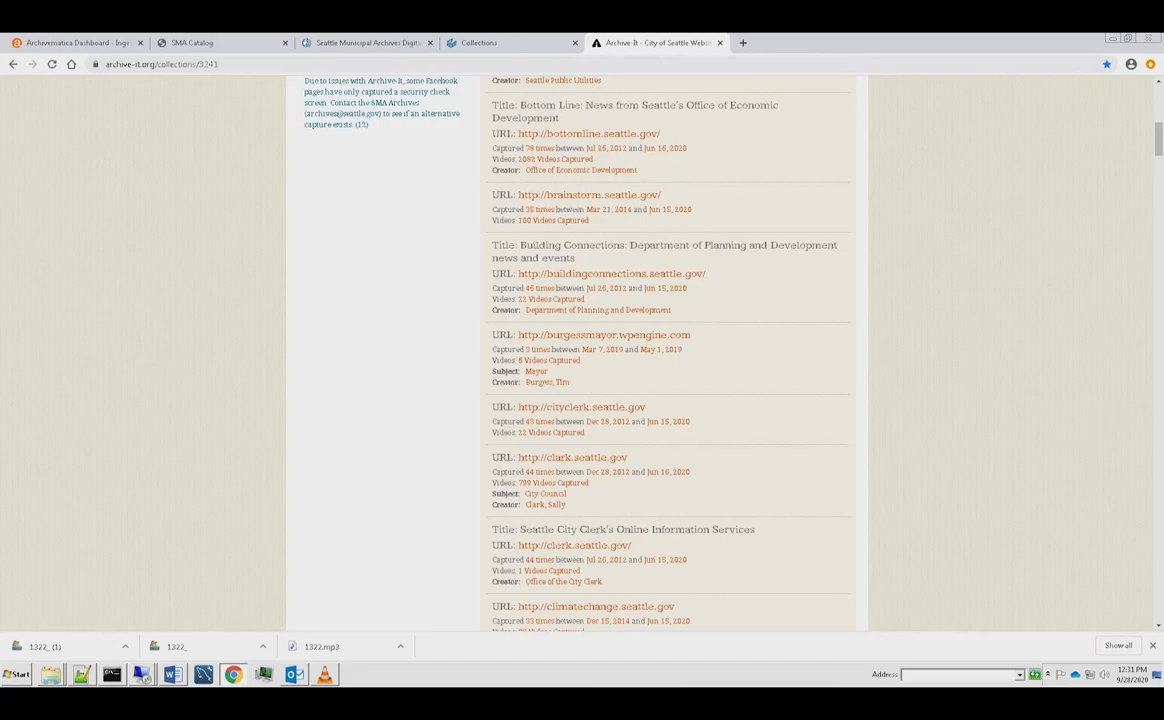 Archivematica Dashboard - Inge
SMA Catalog
Seattle Municipal Archives Digita
Collections
Archive-It - City of Seattle Websi
archive-it.org/collections/3241
Due to issues with Archive-It, some Facebook
pages have only captured a security check
screen. Contact the SMA Archives
(archives@seattle.gov) to see if an alternative
capture exists. (12)
Creator: Seattle Public Utilities
Title: Bottom Line: News from Seattle's Office of Economic
Development
URL: http://bottomline.seattle.gov/
Captured 78 times between Jul 26, 2012 and Jun 16, 2020
Videos: 2082 Videos Captured
Creator: Office of Economic Development
URL: http://brainstorm.seattle.gov/
Captured 35 times between Mar 21, 2014 and Jun 15, 2020
Videos: 100 Videos Captured
Title: Building Connections: Department of Planning and Development
news and events
URL: http://buildingconnections.seattle.gov/
Captured 46 times between Jul 26, 2012 and Jun 15, 2020
Videos: 22 Videos Captured
Creator: Department of Planning and Development
URL: http://burgessmayor.wpengine.com
Captured 3 times between Mar 7, 2019 and May 1, 2019
Videos: 6 Videos Captured
Subject: Mayor
Creator: Burgess, Tim
URL: http://cityclerk.seattle.gov
Captured 43 times between Dec 28, 2012 and Jun 15, 2020
Videos: 22 Videos Captured
URL: http://clark.seattle.gov
Captured 44 times between Dec 28, 2012 and Jun 16, 2020
Videos: 799 Videos Captured
Subject: City Council
Creator: Clark, Sally
Title: Seattle City Clerk's Online Information Services
URL: http://clerk.seattle.gov/
Captured 44 times between Jul 26, 2012 and Jun 15, 2020
Videos: 1 Videos Captured
Creator: Office of the City Clerk
URL: http://climatechange.seattle.gov
Captured 33 times between Dec 15, 2014 and Jun 15, 2020
1322_ (1)
1322_
1322.mp3
Show all
Start
Address
12:31 PM
9/28/2020